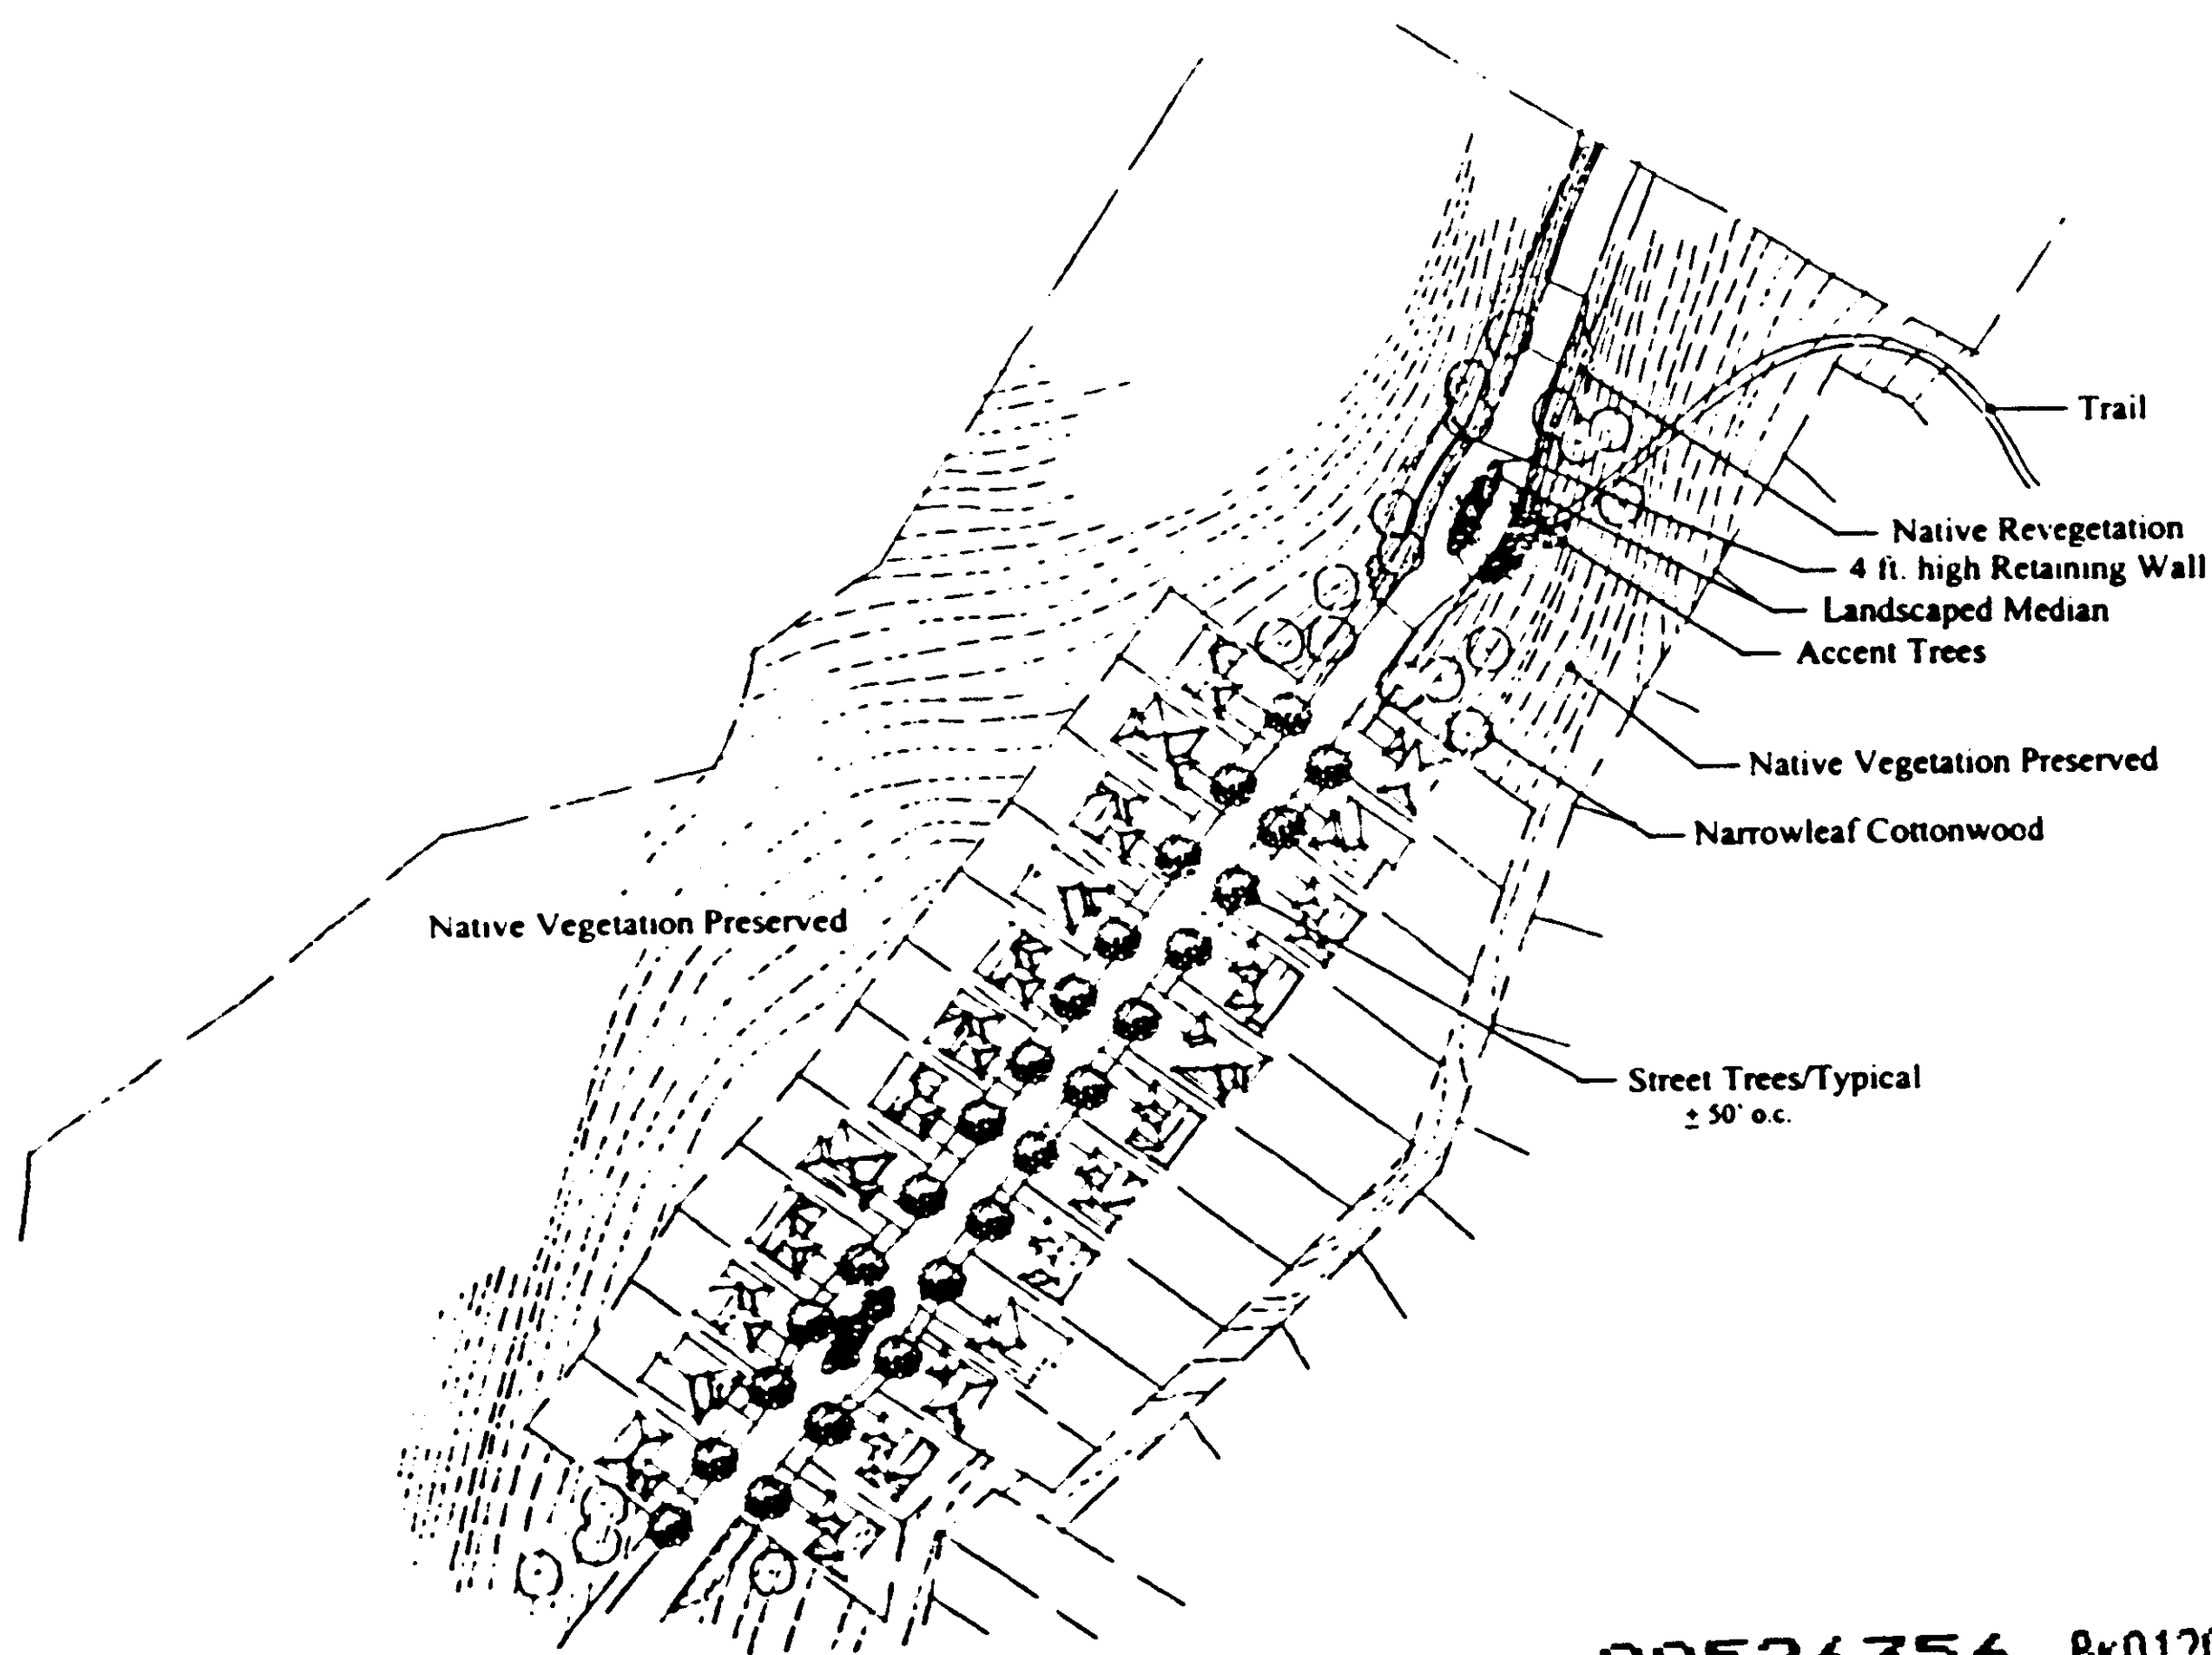 Trail
Native Revegetation
4 ft. high Retaining Wall
Landscaped Median
Accent Trees
Native Vegetation Preserved
Narrowleaf Cottonwood
Native Vegetation Preserved
Street Trees/Typical
± 50' o.c.